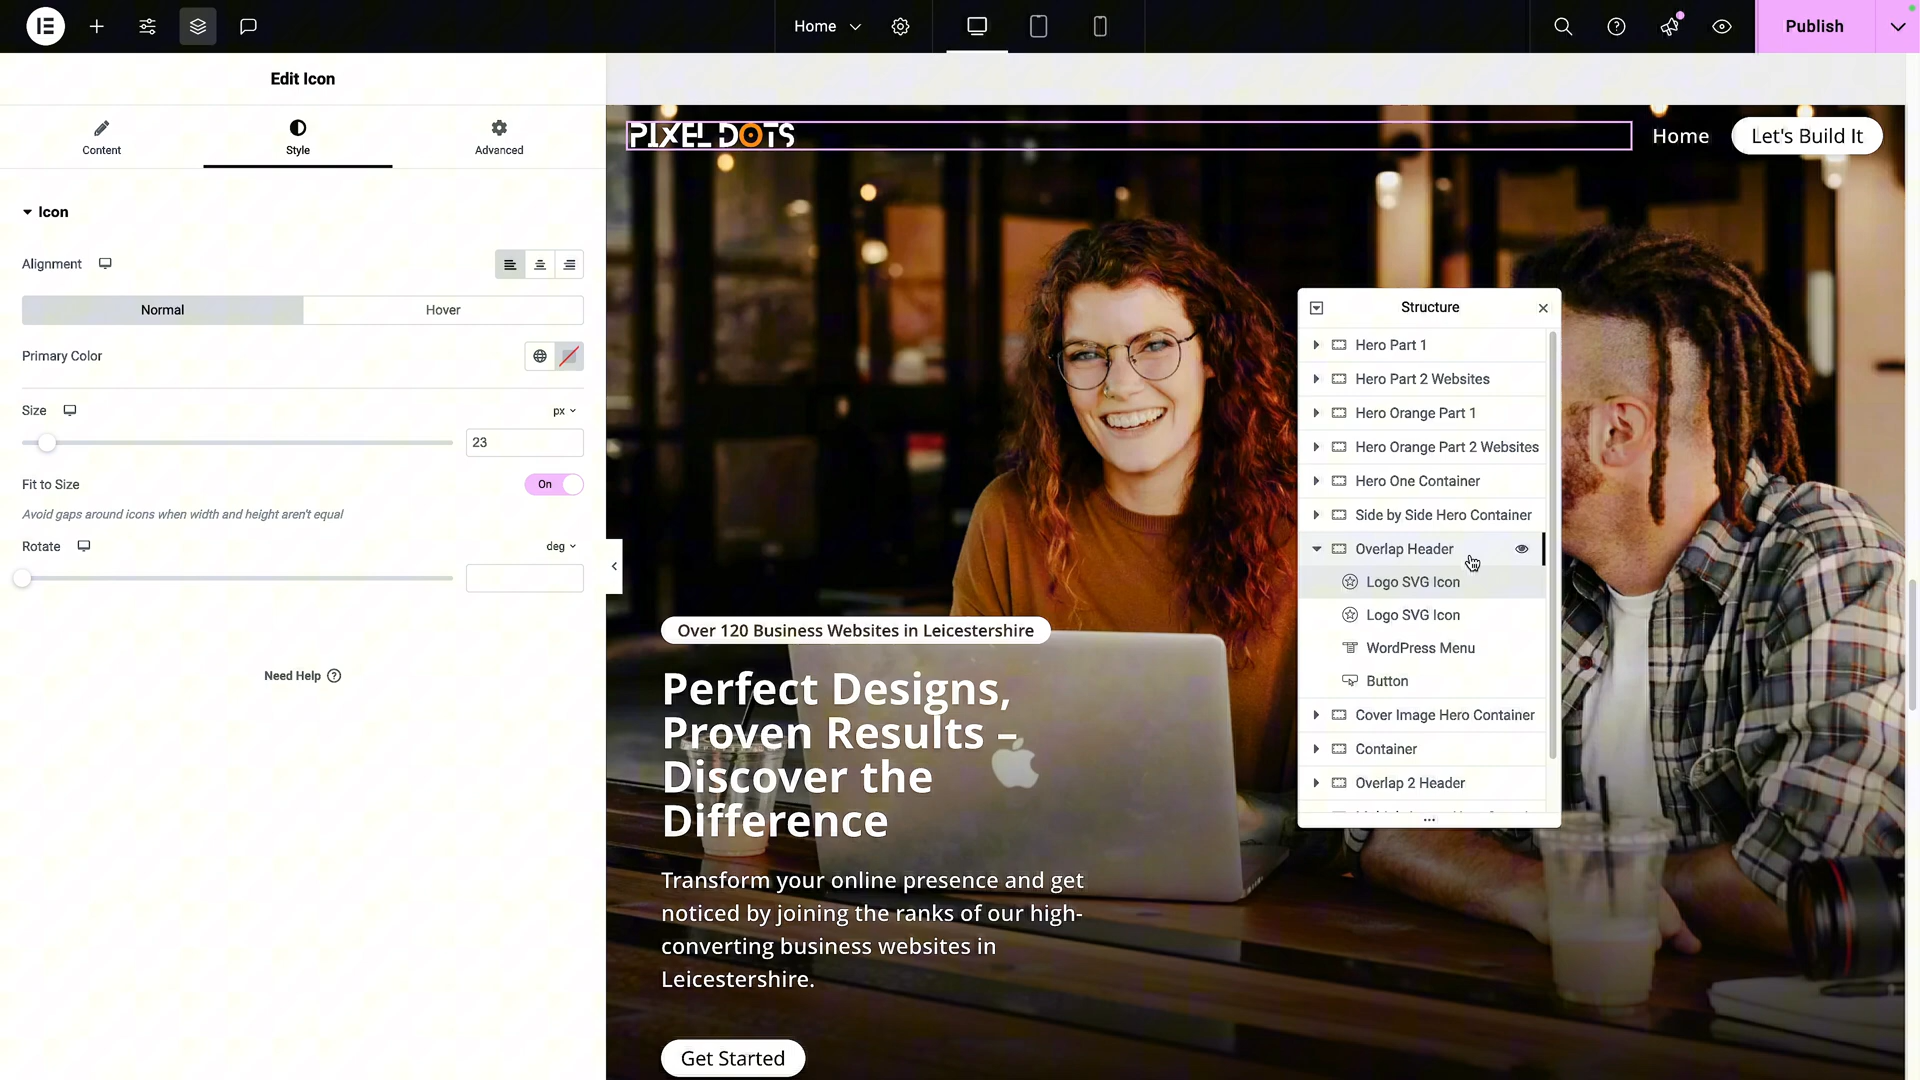 Home
Publish
Edit Icon
Content
Style
Advanced
Icon
Alignment
Normal
Hover
Primary Color
Size
px
23
Fit to Size
On
Avoid gaps around icons when width and height aren't equal
Rotate
deg
Need Help
PIXEL DOTS
Home
Let's Build It
Over 120 Business Websites in Leicestershire
Perfect Designs,
Proven Results –
Discover the
Difference
Transform your online presence and get
noticed by joining the ranks of our high-
converting business websites in
Leicestershire.
Get Started
Structure
Hero Part 1
Hero Part 2 Websites
Hero Orange Part 1
Hero Orange Part 2 Websites
Hero One Container
Side by Side Hero Container
Overlap Header
Logo SVG Icon
Logo SVG Icon
WordPress Menu
Button
Cover Image Hero Container
Container
Overlap 2 Header